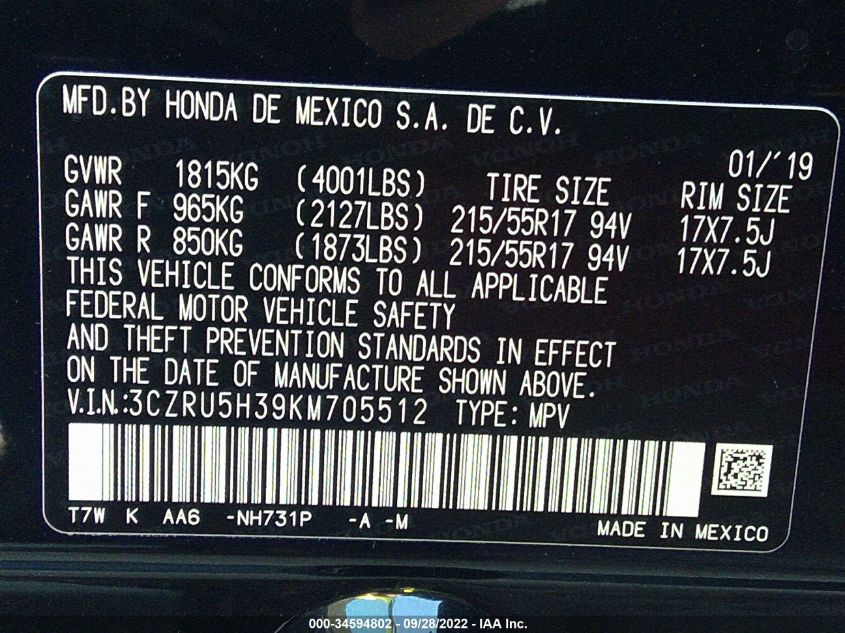 MFD.BY HONDA DE MEXICO S.A. DE C.V.
01/'19
GVWR 1815KG (4001LBS) TIRE SIZE RIM SIZE
GAWR F 965KG (2127LBS) 215/55R17 94V 17X7.5J
GAWR R 850KG (1873LBS) 215/55R17 94V 17X7.5J
THIS VEHICLE CONFORMS TO ALL APPLICABLE
FEDERAL MOTOR VEHICLE SAFETY
AND THEFT PREVENTION STANDARDS IN EFFECT
ON THE DATE OF MANUFACTURE SHOWN ABOVE.
V.I.N.:3CZRU5H39KM705512 TYPE: MPV
T7W K AA6 -NH731P -A -M
MADE IN MEXICO
000-34594802 / 09/28/2022 - IAA Inc.